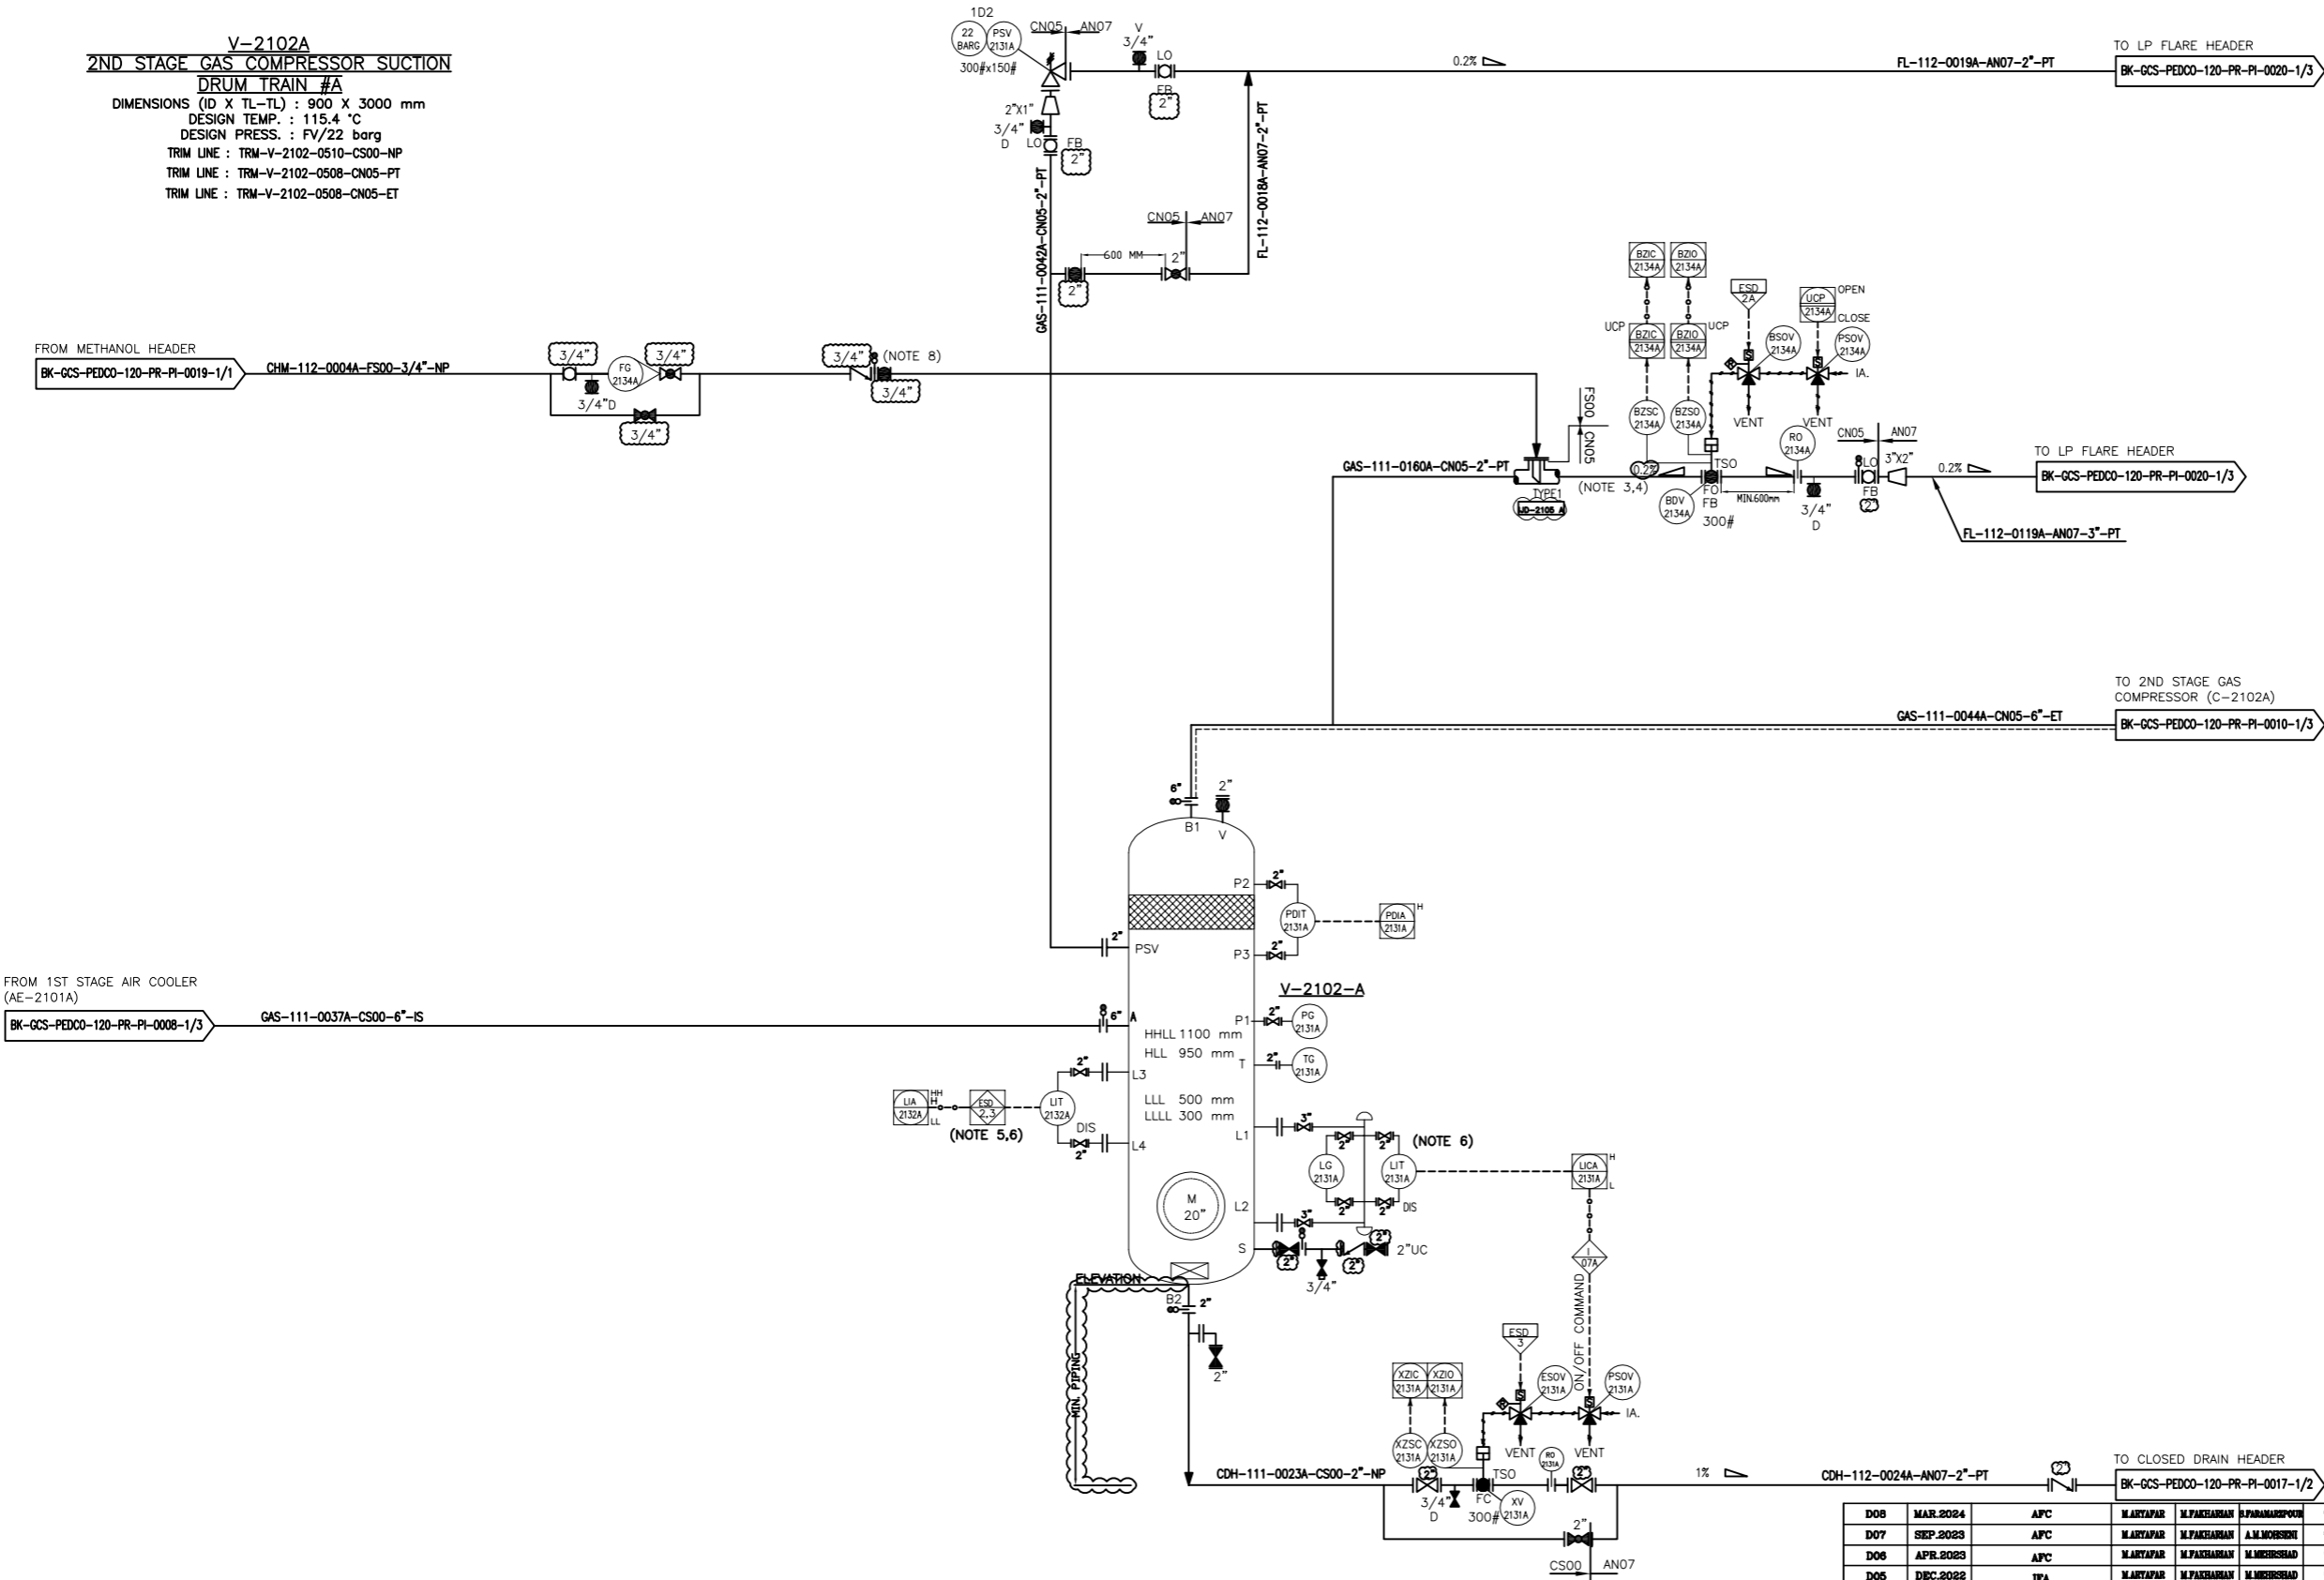 V-2102A
2ND STAGE GAS COMPRESSOR SUCTION
DRUM TRAIN #A
DIMENSIONS (ID X TL-TL) : 900 X 3000 mm
DESIGN TEMP. : 115.4 °C
DESIGN PRESS. : FV/22 barg
TRIM LINE : TRM-V-2102-0510-CS00-NP
TRIM LINE : TRM-V-2102-0508-CN05-PT
TRIM LINE : TRM-V-2102-0508-CN05-ET
1D2
22 BARG
PSV 2131A
300#x150#
CN05
AN07
V
3/4"
LO
FB
2"
0.2%
FL-112-0019A-AN07-2"-PT
TO LP FLARE HEADER
BK-GCS-PEDCO-120-PR-PI-0020-1/3
2"X1"
3/4"
D
LO
FB
2"
GAS-111-0042A-CN05-2"-PT
FL-112-0018A-AN07-2"-PT
CN05
AN07
600 MM
2"
2"
FROM METHANOL HEADER
BK-GCS-PEDCO-120-PR-PI-0019-1/1
CHM-112-0004A-FS00-3/4"-NP
3/4"
FG 2134A
3/4"
3/4"D
3/4"
3/4"
(NOTE 8)
3/4"
BZIC 2134A
BZIO 2134A
UCP
BZIC 2134A
BZIO 2134A
UCP
BZSC 2134A
BZSO 2134A
ESD 2A
UCP 2134A
OPEN
CLOSE
BSOV 2134A
PSOV 2134A
R
S
S
IA.
VENT
VENT
FS00
CN05
GAS-111-0160A-CN05-2"-PT
TYPE1
(NOTE 3,4)
0.2%
TSO
FO
FB
300#
BDV 2134A
MIN.600mm
RO 2134A
3/4"
D
LO
FB
2"
CN05
AN07
3"X2"
0.2%
TO LP FLARE HEADER
BK-GCS-PEDCO-120-PR-PI-0020-1/3
FL-112-0119A-AN07-3"-PT
TO 2ND STAGE GAS
COMPRESSOR (C-2102A)
GAS-111-0044A-CN05-6"-ET
BK-GCS-PEDCO-120-PR-PI-0010-1/3
6"
2"
B1
V
P2
2"
PDIT 2131A
PDIA 2131A
H
P3
2"
2"
PSV
V-2102-A
FROM 1ST STAGE AIR COOLER
(AE-2101A)
BK-GCS-PEDCO-120-PR-PI-0008-1/3
GAS-111-0037A-CS00-6"-IS
6"
A
P1
2"
PG 2131A
HHLL 1100 mm
HLL 950 mm
T
2"
TG 2131A
LLL 500 mm
LLLL 300 mm
LIA 2132A
HH
H
LL
ESD 2,3
LIT 2132A
(NOTE 5,6)
2"
L3
DIS
2"
L4
L1
3"
2"
2"
(NOTE 6)
LG 2131A
LIT 2131A
LICA 2131A
H
L
M
20"
L2
3"
2"
2"
DIS
S
2"
3/4"
2"
2"
2"UC
I 07A
ON/OFF COMMAND
ELEVATION
MIN. PIPING
B2
2"
2"
ESD 3
XZIC 2131A
XZIO 2131A
XZSC 2131A
XZSO 2131A
ESOV 2131A
PSOV 2131A
R
S
S
IA.
VENT
VENT
CDH-111-0023A-CS00-2"-NP
2"
3/4"
D
TSO
FC
300#
XV 2131A
RO 2131A
2"
2"
CS00
AN07
1%
CDH-112-0024A-AN07-2"-PT
2"
TO CLOSED DRAIN HEADER
BK-GCS-PEDCO-120-PR-PI-0017-1/2
D08 MAR.2024 AFC M.ARYAFAR M.FAKHARIAN
D07 SEP.2023 AFC M.ARYAFAR M.FAKHARIAN A.M.MOHSENI
D06 APR.2023 AFC M.ARYAFAR M.FAKHARIAN M.MEHRSHAD
D05 DEC.2022 IFA M.ARYAFAR M.FAKHARIAN M.MEHRSHAD